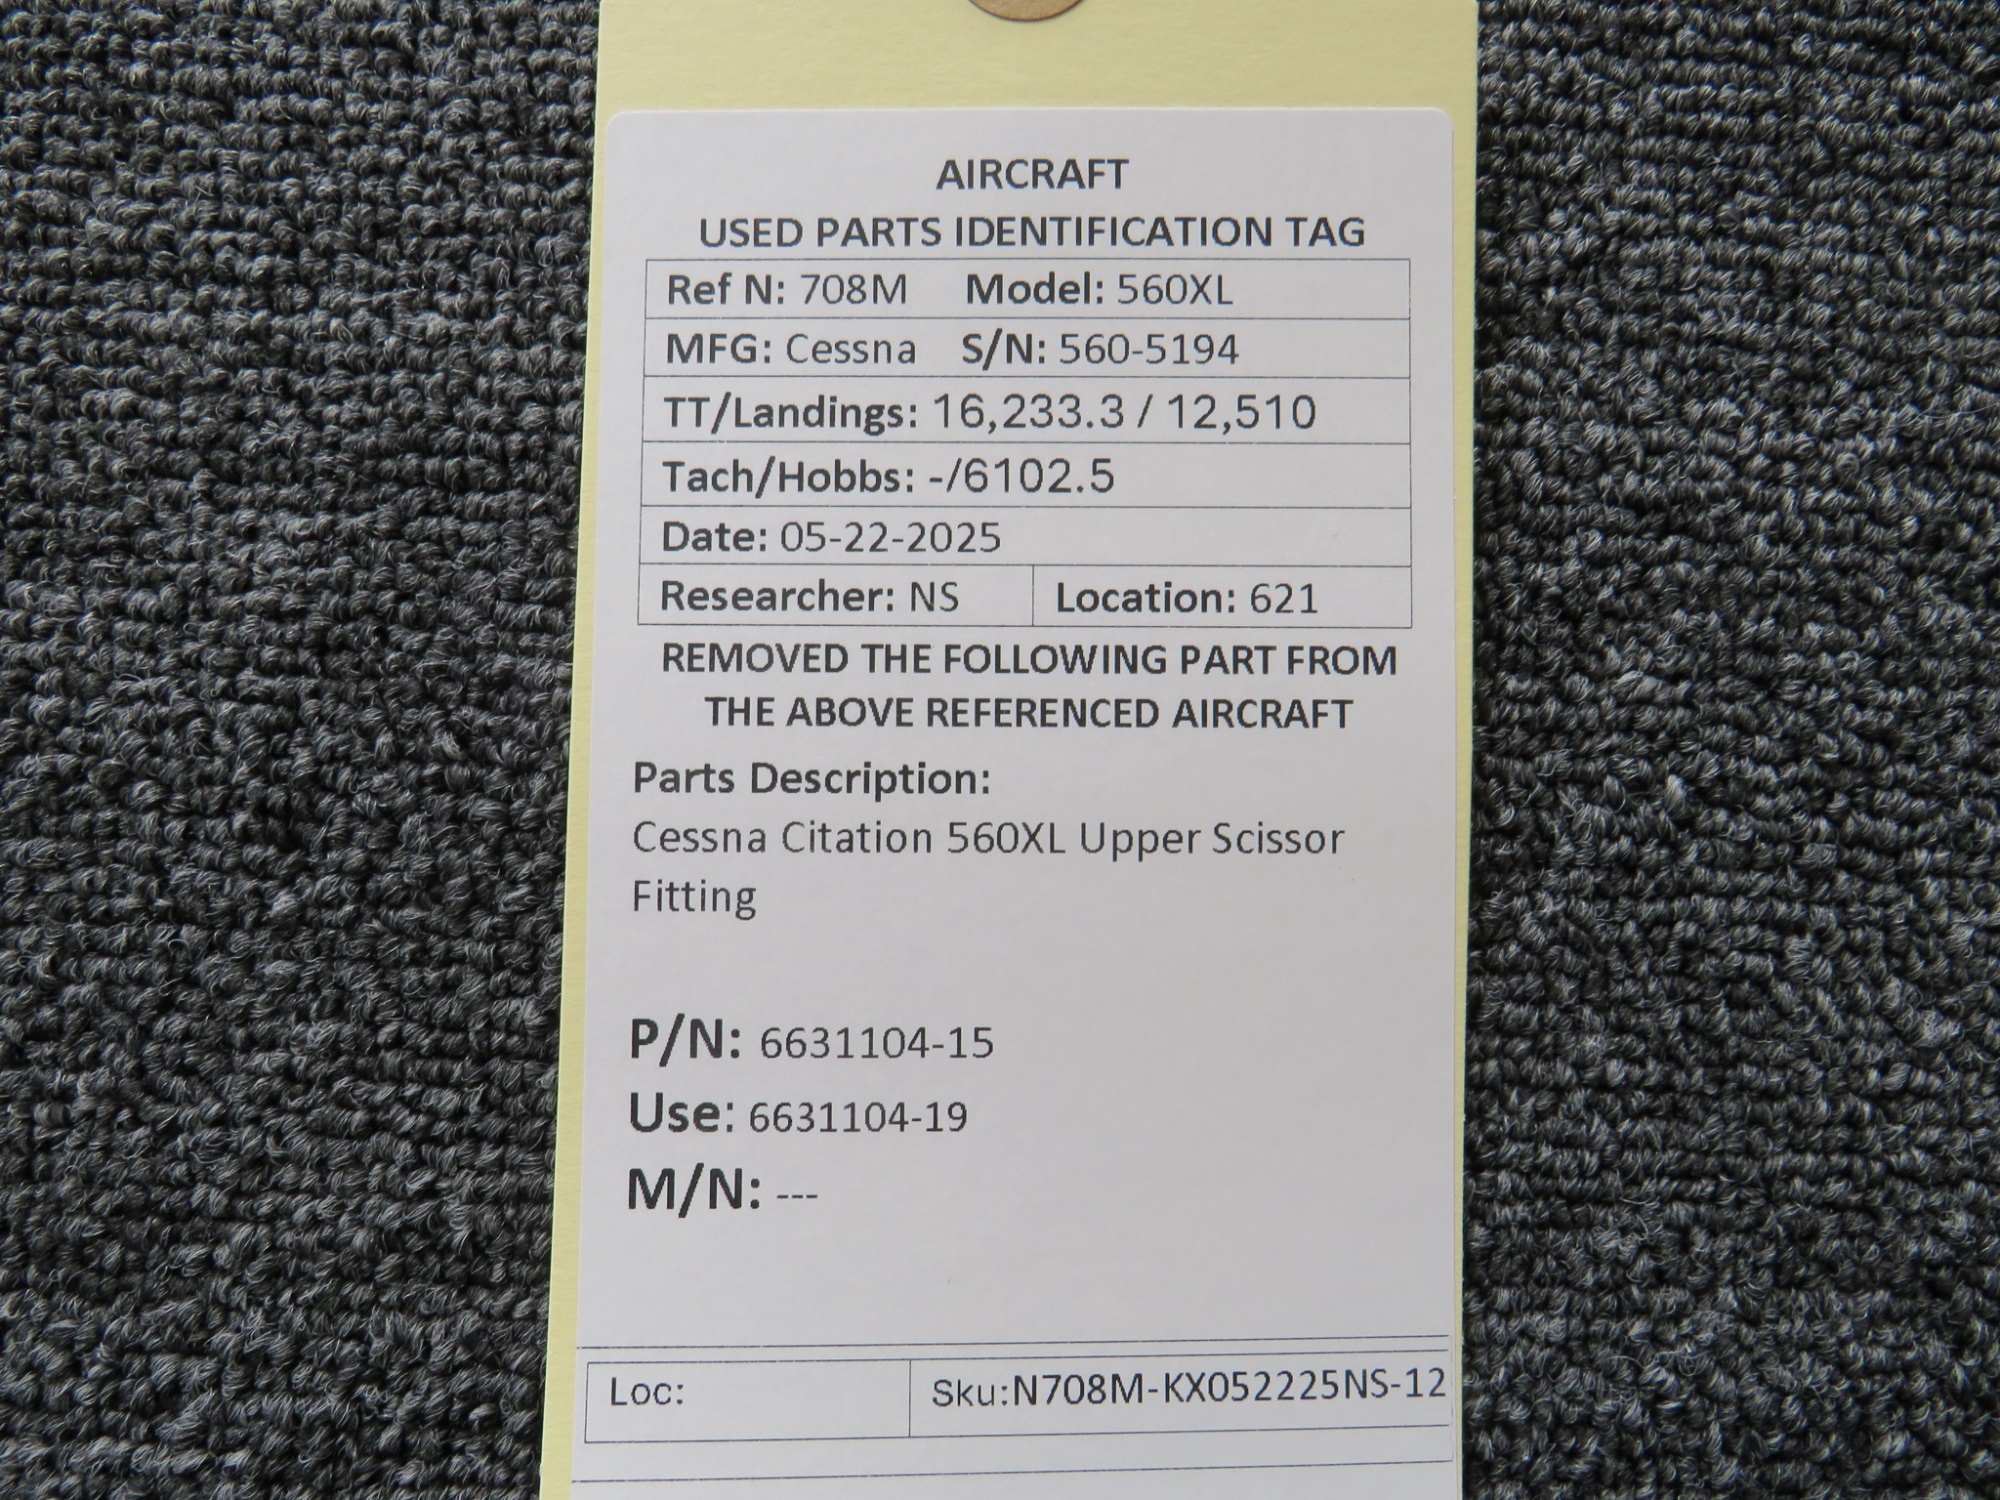 AIRCRAFT
USED PARTS IDENTIFICATION TAG
Ref N: 708M Model: 560XL
MFG: Cessna S/N: 560-5194
TT/Landings: 16,233.3 / 12,510
Tach/Hobbs: -/6102.5
Date: 05-22-2025
Researcher: NS Location: 621
REMOVED THE FOLLOWING PART FROM
THE ABOVE REFERENCED AIRCRAFT
Parts Description:
Cessna Citation 560XL Upper Scissor
Fitting
P/N: 6631104-15
Use: 6631104-19
M/N: ---
Loc: Sku:N708M-KX052225NS-12